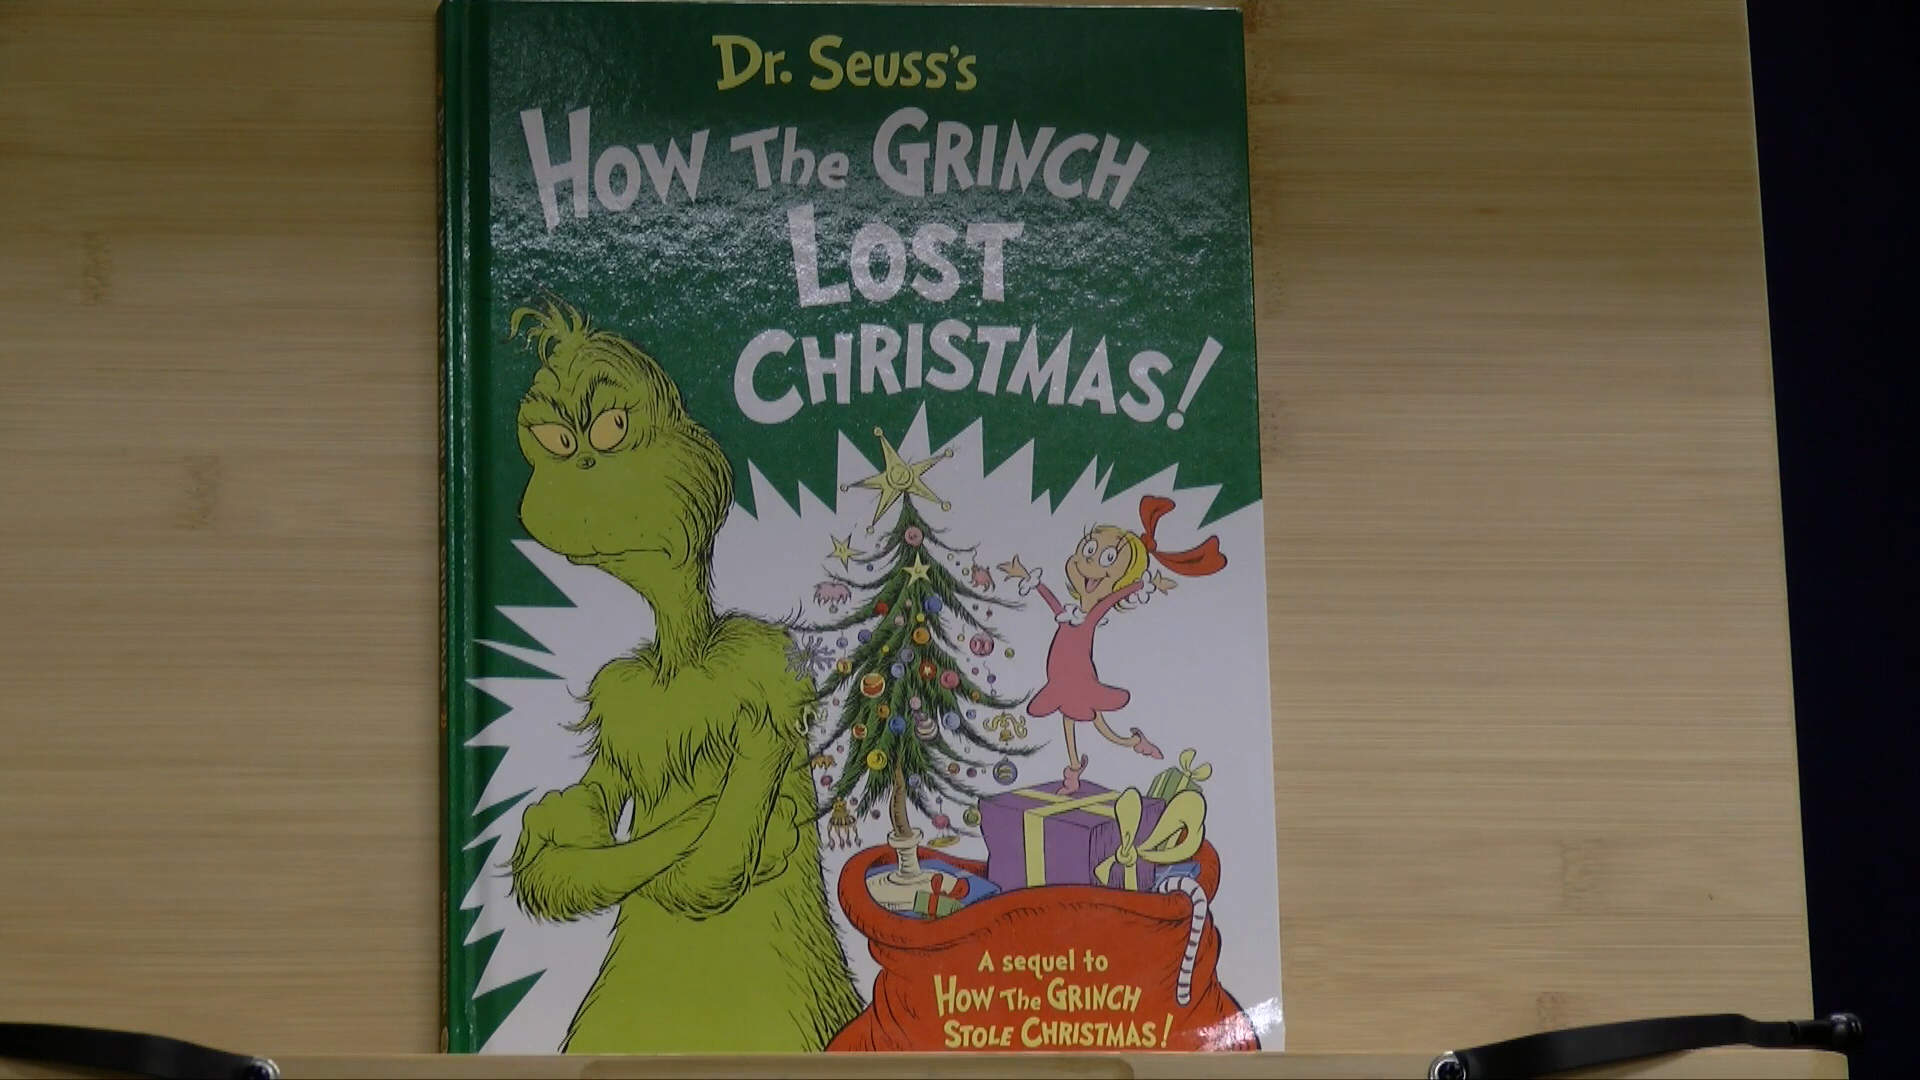 Dr. Seuss's
HOW The GRINCH
LOST
CHRISTMAS!
A sequel to
HOW The GRINCH
STOLE CHRISTMAS!